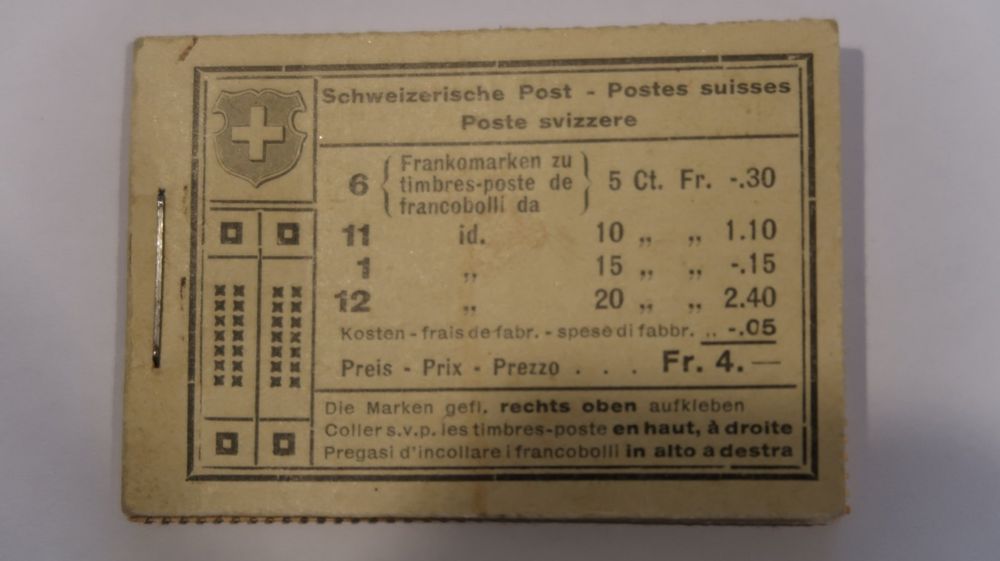 Schweizerische Post - Postes suisses
Poste svizzere
6 { Frankomarken zu
timbres-poste de
francobolli da } 5 Ct. Fr. -.30
11 id. 10 „ „ 1.10
1 „ 15 „ „ -.15
12 „ 20 „ „ 2.40
Kosten - frais de fabr. - spese di fabbr. „ -.05
Preis - Prix - Prezzo . . . Fr. 4.—
Die Marken gefl. rechts oben aufkleben
Coller s.v.p. les timbres-poste en haut, à droite
Pregasi d'incollare i francobolli in alto a destra